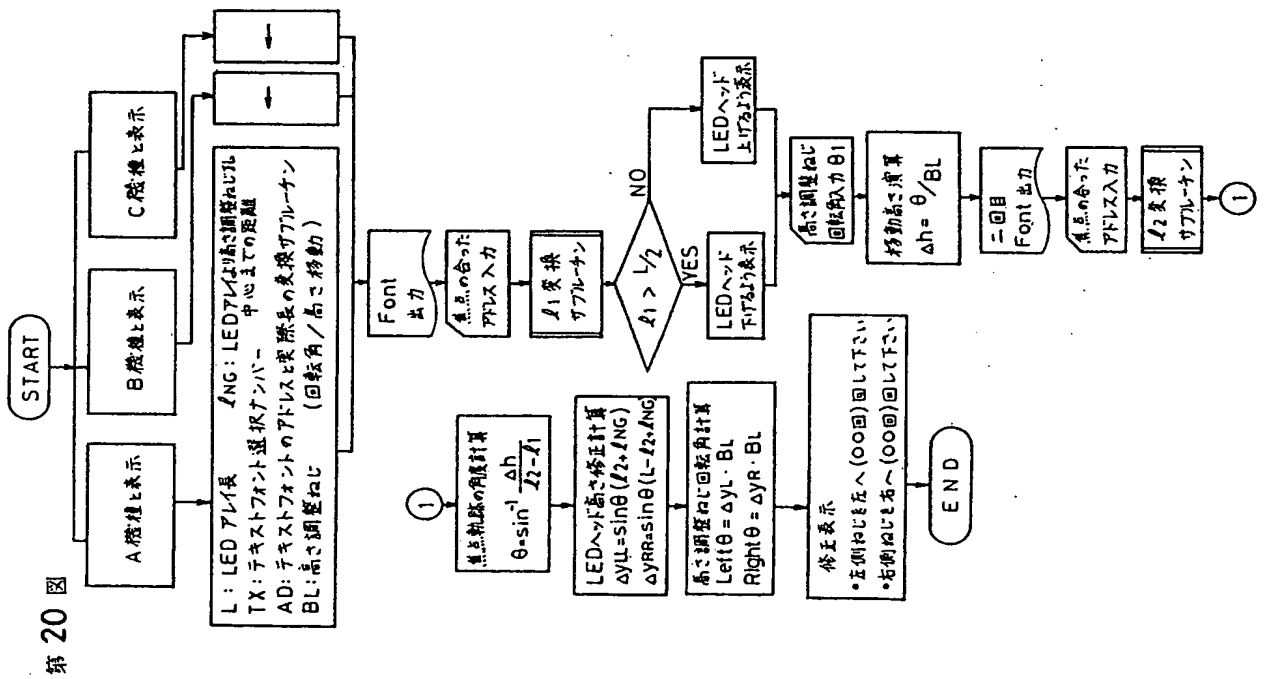 第20図
START
A機種と表示
B機種と表示
C機種と表示
L: LEDアレイ長 ℓNG: LEDアレイより高さ調整ねじ孔
中心までの距離
TX: テキストフォント選択ナンバー
AD: テキストフォントのアドレスと実際長の変換サブルーチン
BL: 高さ調整ねじ (回転角/高さ移動)
↓
↓
Font
出力
焦点の合った
アドレス入力
ℓ1変換
サブルーチン
ℓ1 > L/2
YES
NO
LEDヘッド
下げるよう表示
LEDヘッド
上げるよう表示
高さ調整ねじ
回転角入力 θ1
移動高さ演算
Δh = θ/BL
二回目
Font出力
焦点の合った
アドレス入力
ℓ2変換
サブルーチン
1
1
焦点軌跡の角度計算
θ=sin⁻¹ Δh/ℓ2-ℓ1
LEDヘッド高さ修正計算
ΔyLL=sinθ(ℓ2+ℓNG)
ΔyRR=sinθ(L-ℓ2+ℓNG)
高さ調整ねじ回転角計算
Leftθ = ΔyL・BL
Rightθ = ΔyR・BL
修正表示
•左側ねじを左へ(○○回)回して下さい
•右側ねじを右へ(○○回)回して下さい
END